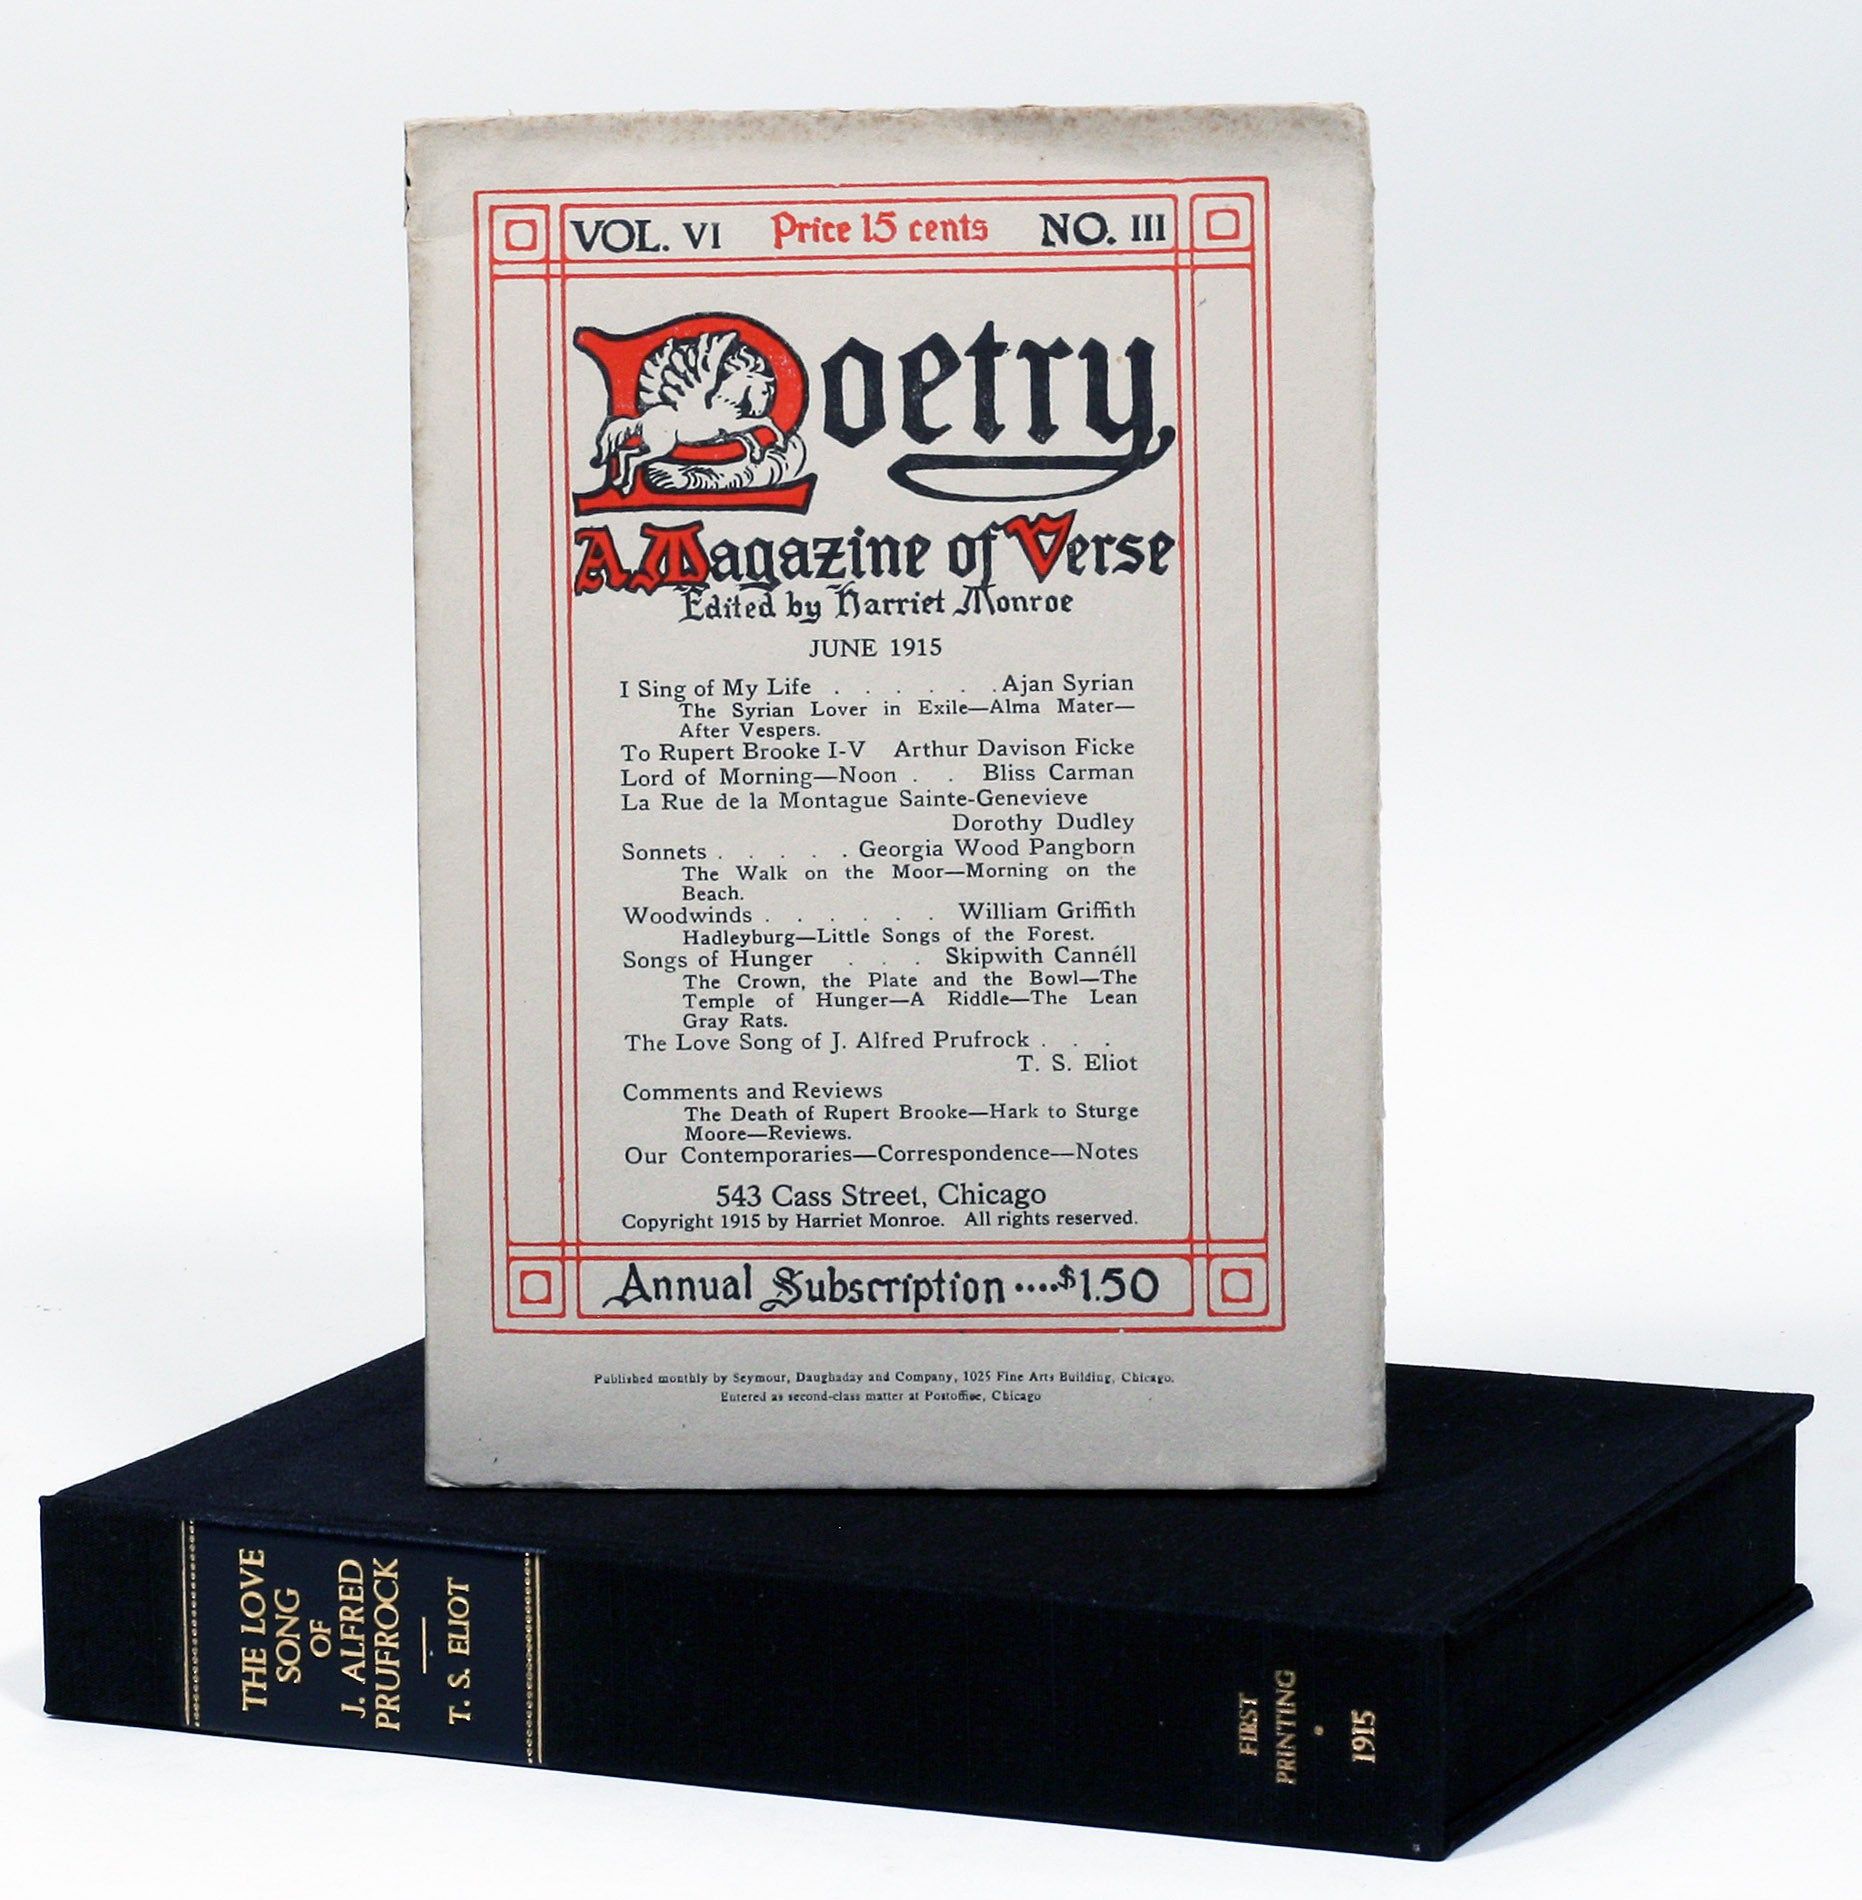 VOL. VI Price 15 cents NO. III
Poetry
A Magazine of Verse
Edited by Harriet Monroe
JUNE 1915
I Sing of My Life . . . . . . Ajan Syrian
The Syrian Lover in Exile—Alma Mater—
After Vespers.
To Rupert Brooke I-V Arthur Davison Ficke
Lord of Morning—Noon . . Bliss Carman
La Rue de la Montague Sainte-Genevieve
Dorothy Dudley
Sonnets . . . . . Georgia Wood Pangborn
The Walk on the Moor—Morning on the
Beach.
Woodwinds . . . . . . William Griffith
Hadleyburg—Little Songs of the Forest.
Songs of Hunger . . . Skipwith Cannéll
The Crown, the Plate and the Bowl—The
Temple of Hunger—A Riddle—The Lean
Gray Rats.
The Love Song of J. Alfred Prufrock . . .
T. S. Eliot
Comments and Reviews
The Death of Rupert Brooke—Hark to Sturge
Moore—Reviews.
Our Contemporaries—Correspondence—Notes
543 Cass Street, Chicago
Copyright 1915 by Harriet Monroe. All rights reserved.
Annual Subscription ....$1.50
Published monthly by Seymour, Daughaday and Company, 1025 Fine Arts Building, Chicago.
Entered as second-class matter at Postoffice, Chicago
THE LOVE
SONG
OF
J. ALFRED
PRUFROCK
T. S. ELIOT
FIRST
PRINTING
•
1915